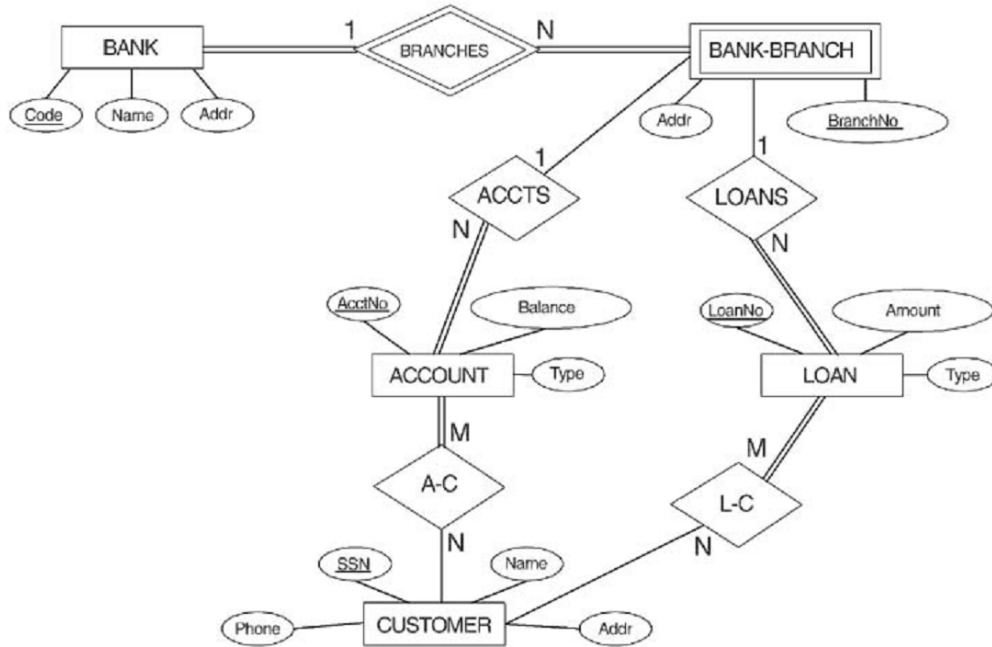 BANK
1
BRANCHES
N
BANK-BRANCH
Code
Name
Addr
Addr
BranchNo
1
ACCTS
N
1
LOANS
N
AcctNo
Balance
ACCOUNT
Type
LoanNo
Amount
LOAN
Type
M
A-C
N
M
L-C
N
SSN
Name
Phone
CUSTOMER
Addr